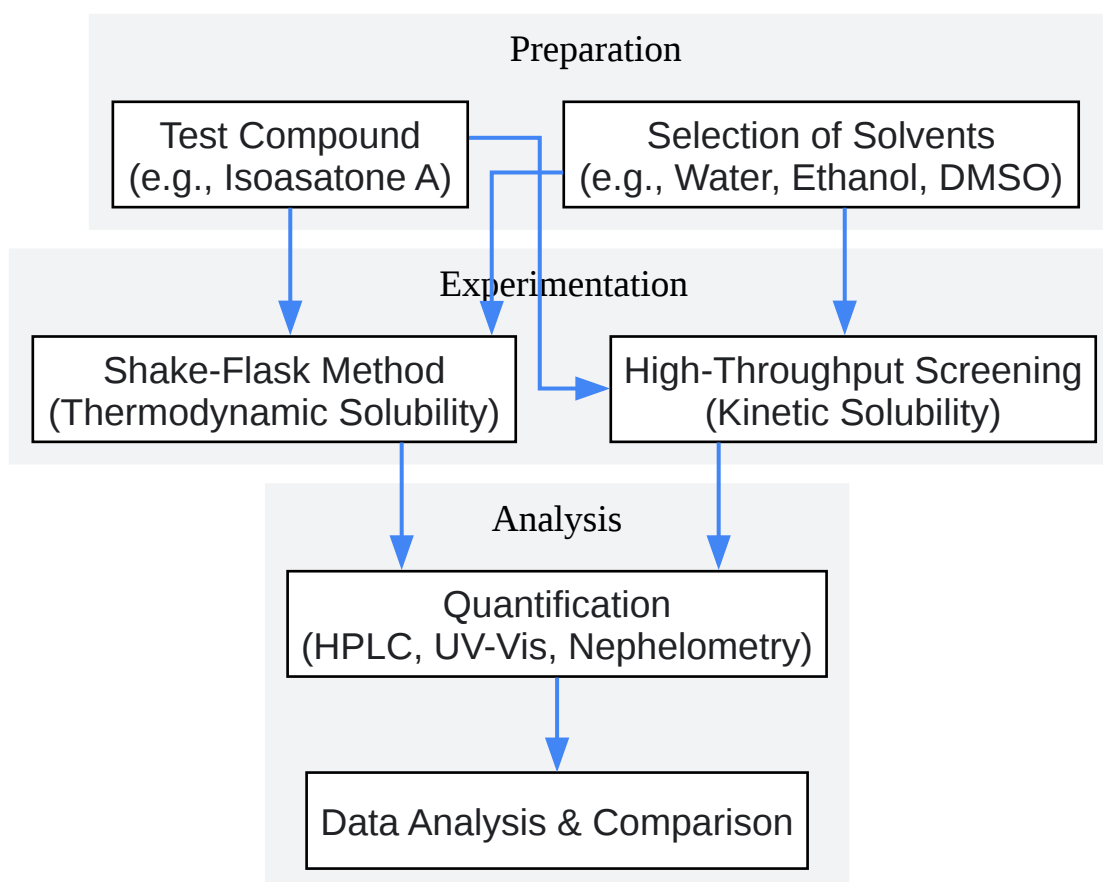 Preparation
Test Compound
(e.g., Isoasatone A)
Selection of Solvents
(e.g., Water, Ethanol, DMSO)
Experimentation
Shake-Flask Method
(Thermodynamic Solubility)
High-Throughput Screening
(Kinetic Solubility)
Analysis
Quantification
(HPLC, UV-Vis, Nephelometry)
Data Analysis & Comparison